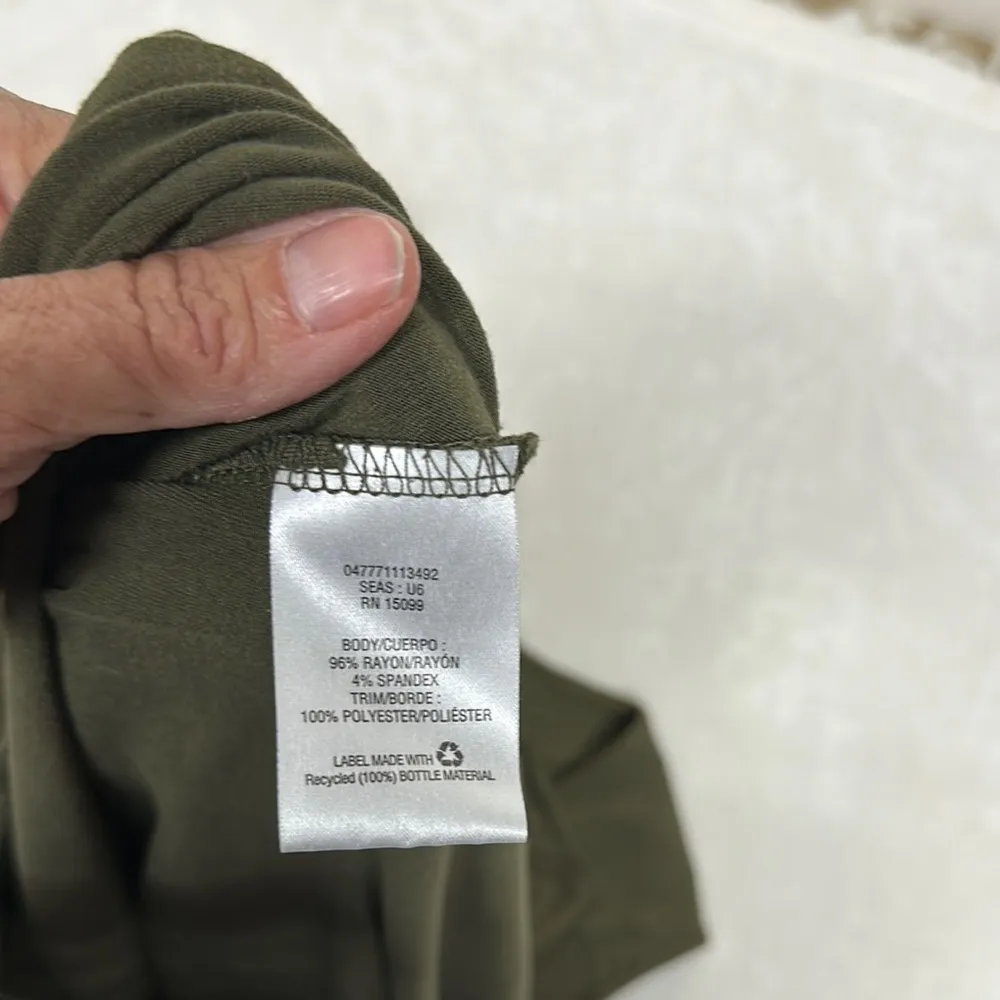 047771113492
SEAS : U6
RN 15099
BODY/CUERPO :
96% RAYON/RAYÓN
4% SPANDEX
TRIM/BORDE :
100% POLYESTER/POLIÉSTER
LABEL MADE WITH
Recycled (100%) BOTTLE MATERIAL